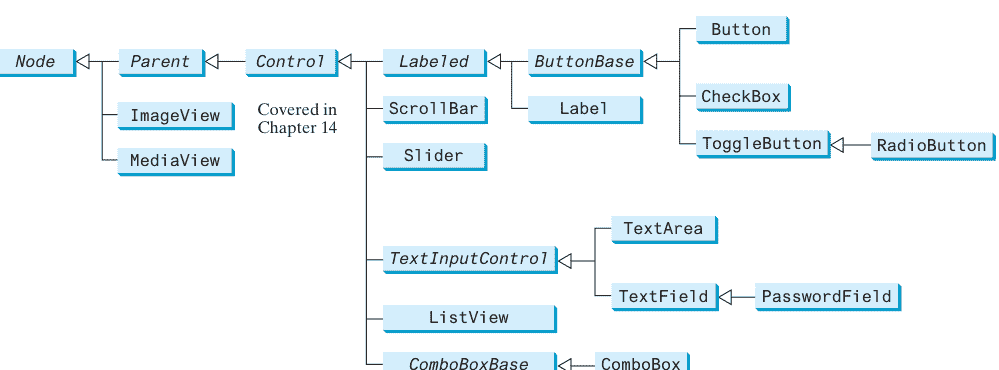 Button
Node
Parent
Control
Labeled
ButtonBase
ImageView
Covered in
Chapter 14
ScrollBar
Label
CheckBox
MediaView
Slider
ToggleButton
RadioButton
TextArea
TextInputControl
TextField
PasswordField
ListView
ComboBoxBase
ComboBox